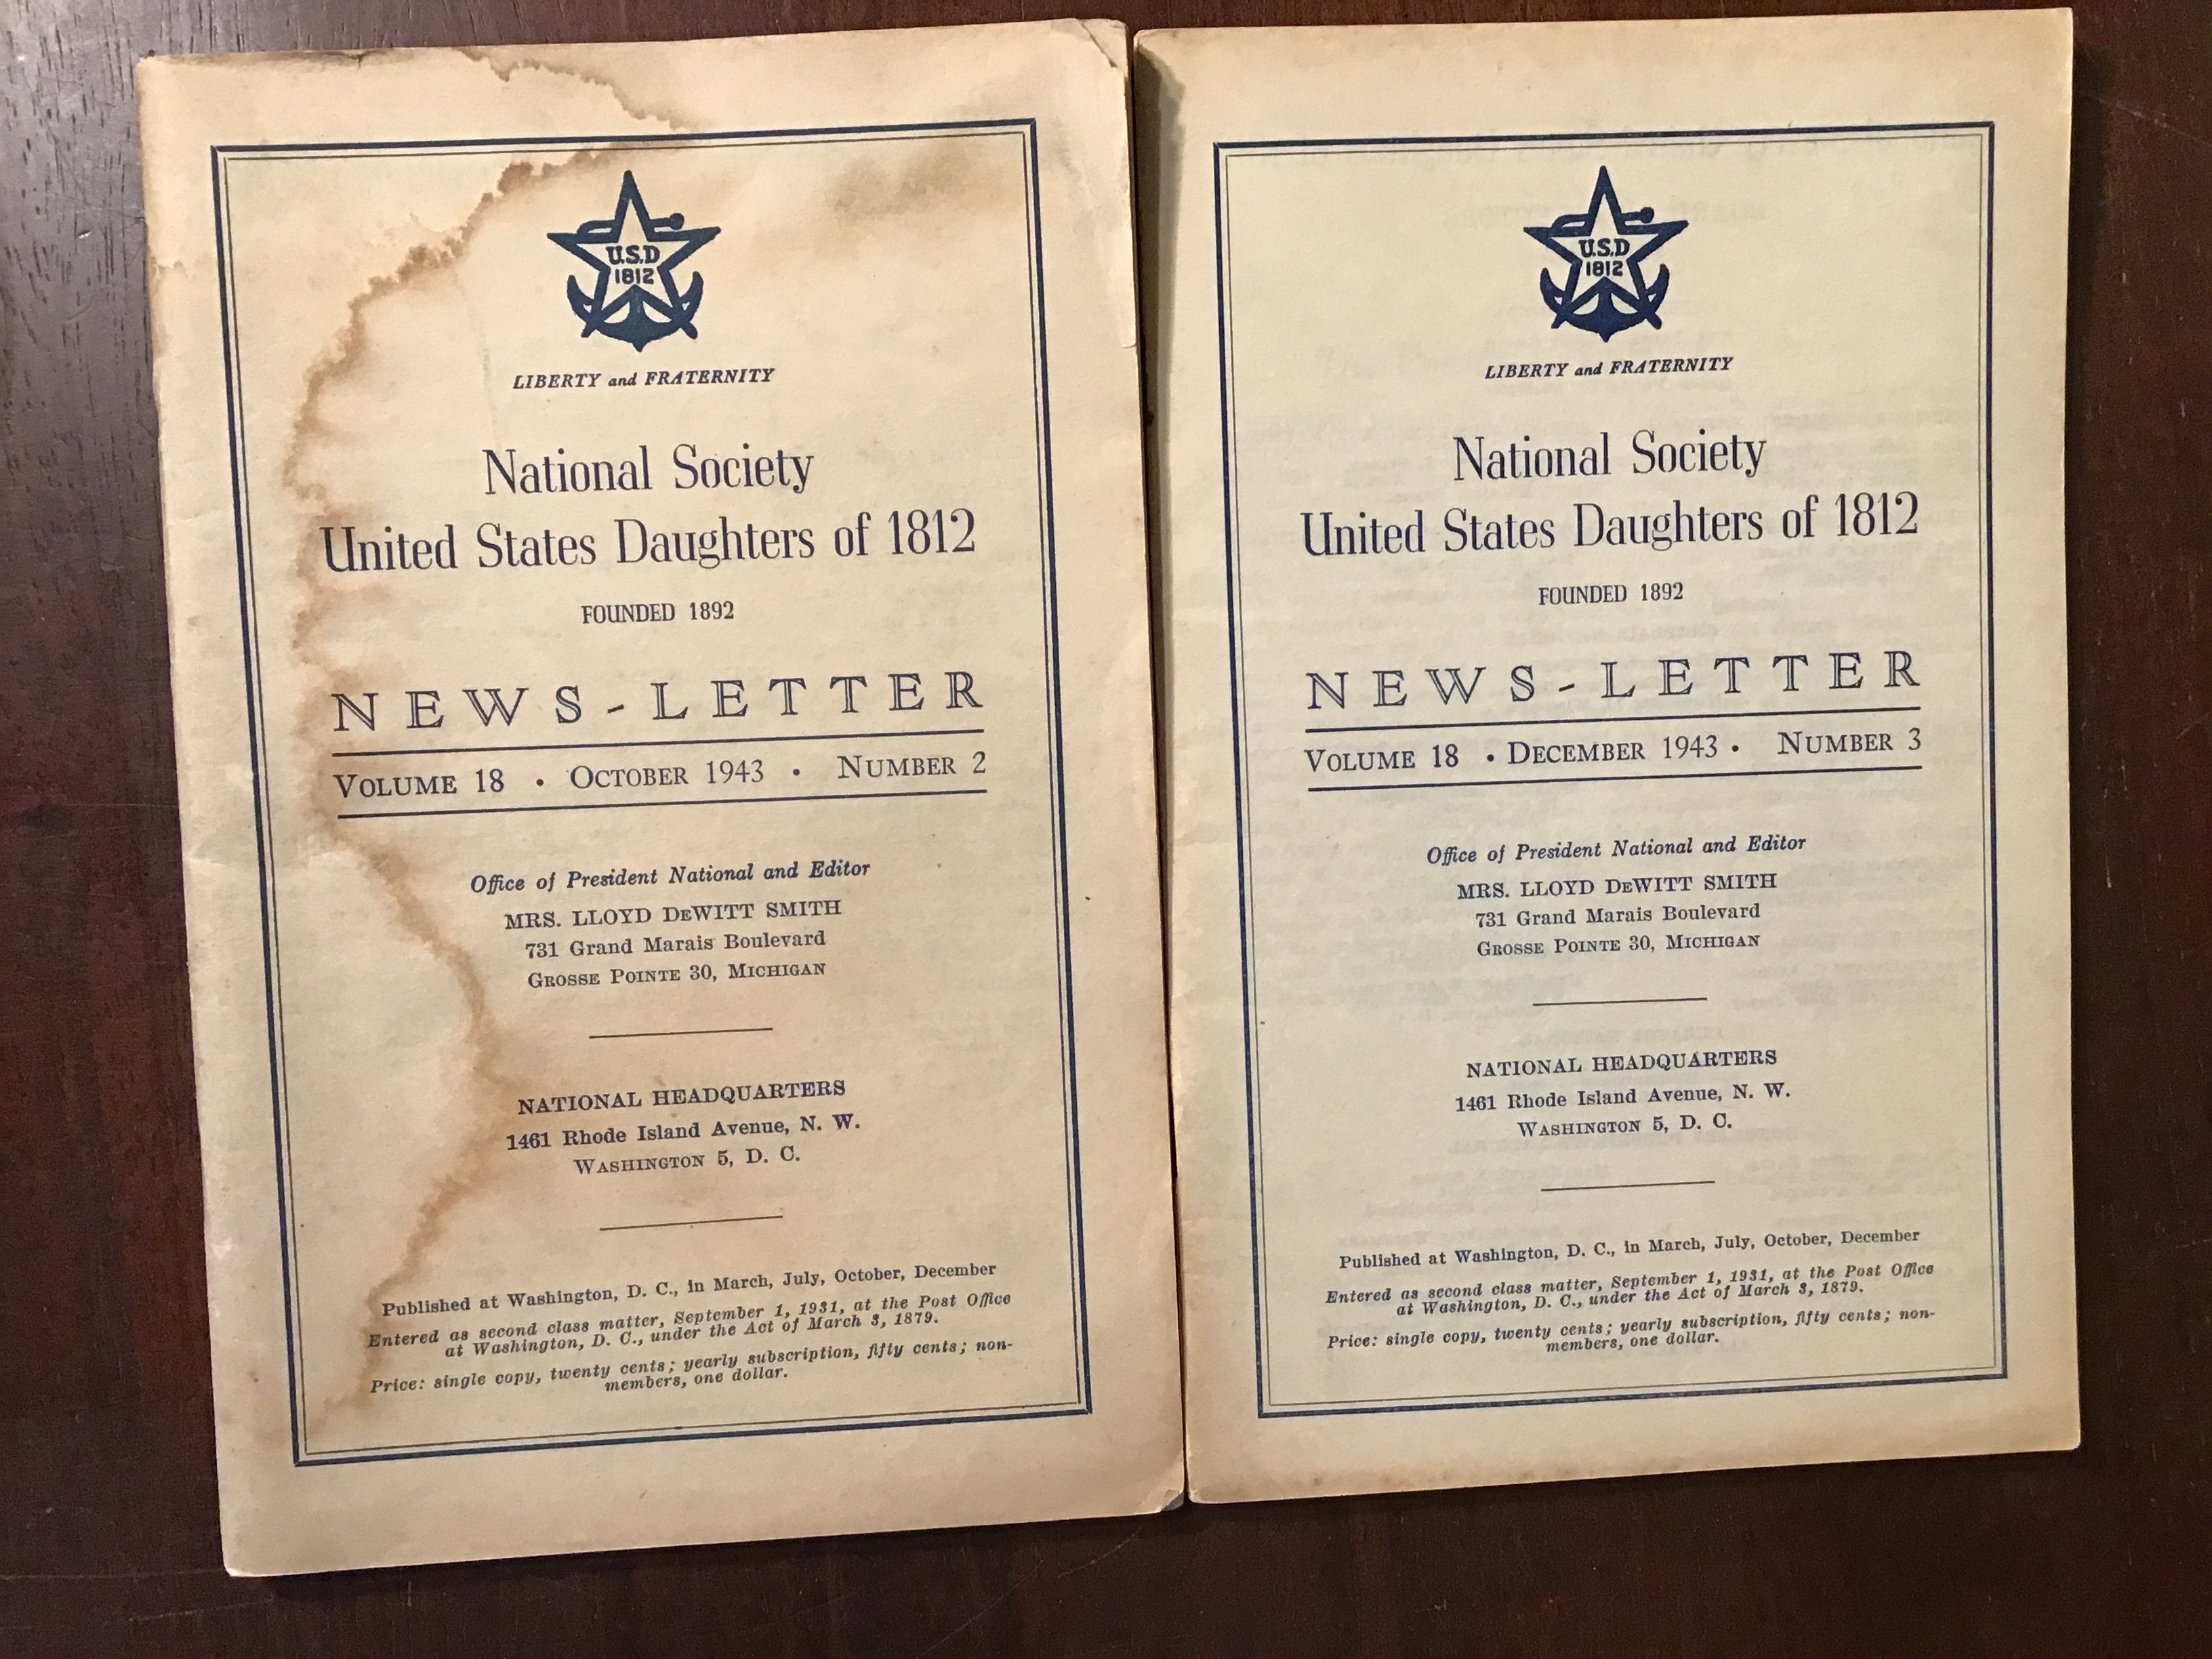 U.S.D
1812
LIBERTY and FRATERNITY
National Society
United States Daughters of 1812
FOUNDED 1892
NEWS-LETTER
VOLUME 18 • OCTOBER 1943 • NUMBER 2
Office of President National and Editor
MRS. LLOYD DEWITT SMITH
731 Grand Marais Boulevard
GROSSE POINTE 30, MICHIGAN
NATIONAL HEADQUARTERS
1461 Rhode Island Avenue, N. W.
WASHINGTON 5, D. C.
Published at Washington, D. C., in March, July, October, December
Entered as second class matter, September 1, 1931, at the Post Office
at Washington, D. C., under the Act of March 3, 1879.
Price: single copy, twenty cents; yearly subscription, fifty cents; non-
members, one dollar.
U.S.D
1812
LIBERTY and FRATERNITY
National Society
United States Daughters of 1812
FOUNDED 1892
NEWS-LETTER
VOLUME 18 • DECEMBER 1943 • NUMBER 3
Office of President National and Editor
MRS. LLOYD DEWITT SMITH
731 Grand Marais Boulevard
GROSSE POINTE 30, MICHIGAN
NATIONAL HEADQUARTERS
1461 Rhode Island Avenue, N. W.
WASHINGTON 5, D. C.
Published at Washington, D. C., in March, July, October, December
Entered as second class matter, September 1, 1931, at the Post Office
at Washington, D. C., under the Act of March 3, 1879.
Price: single copy, twenty cents; yearly subscription, fifty cents; non-
members, one dollar.